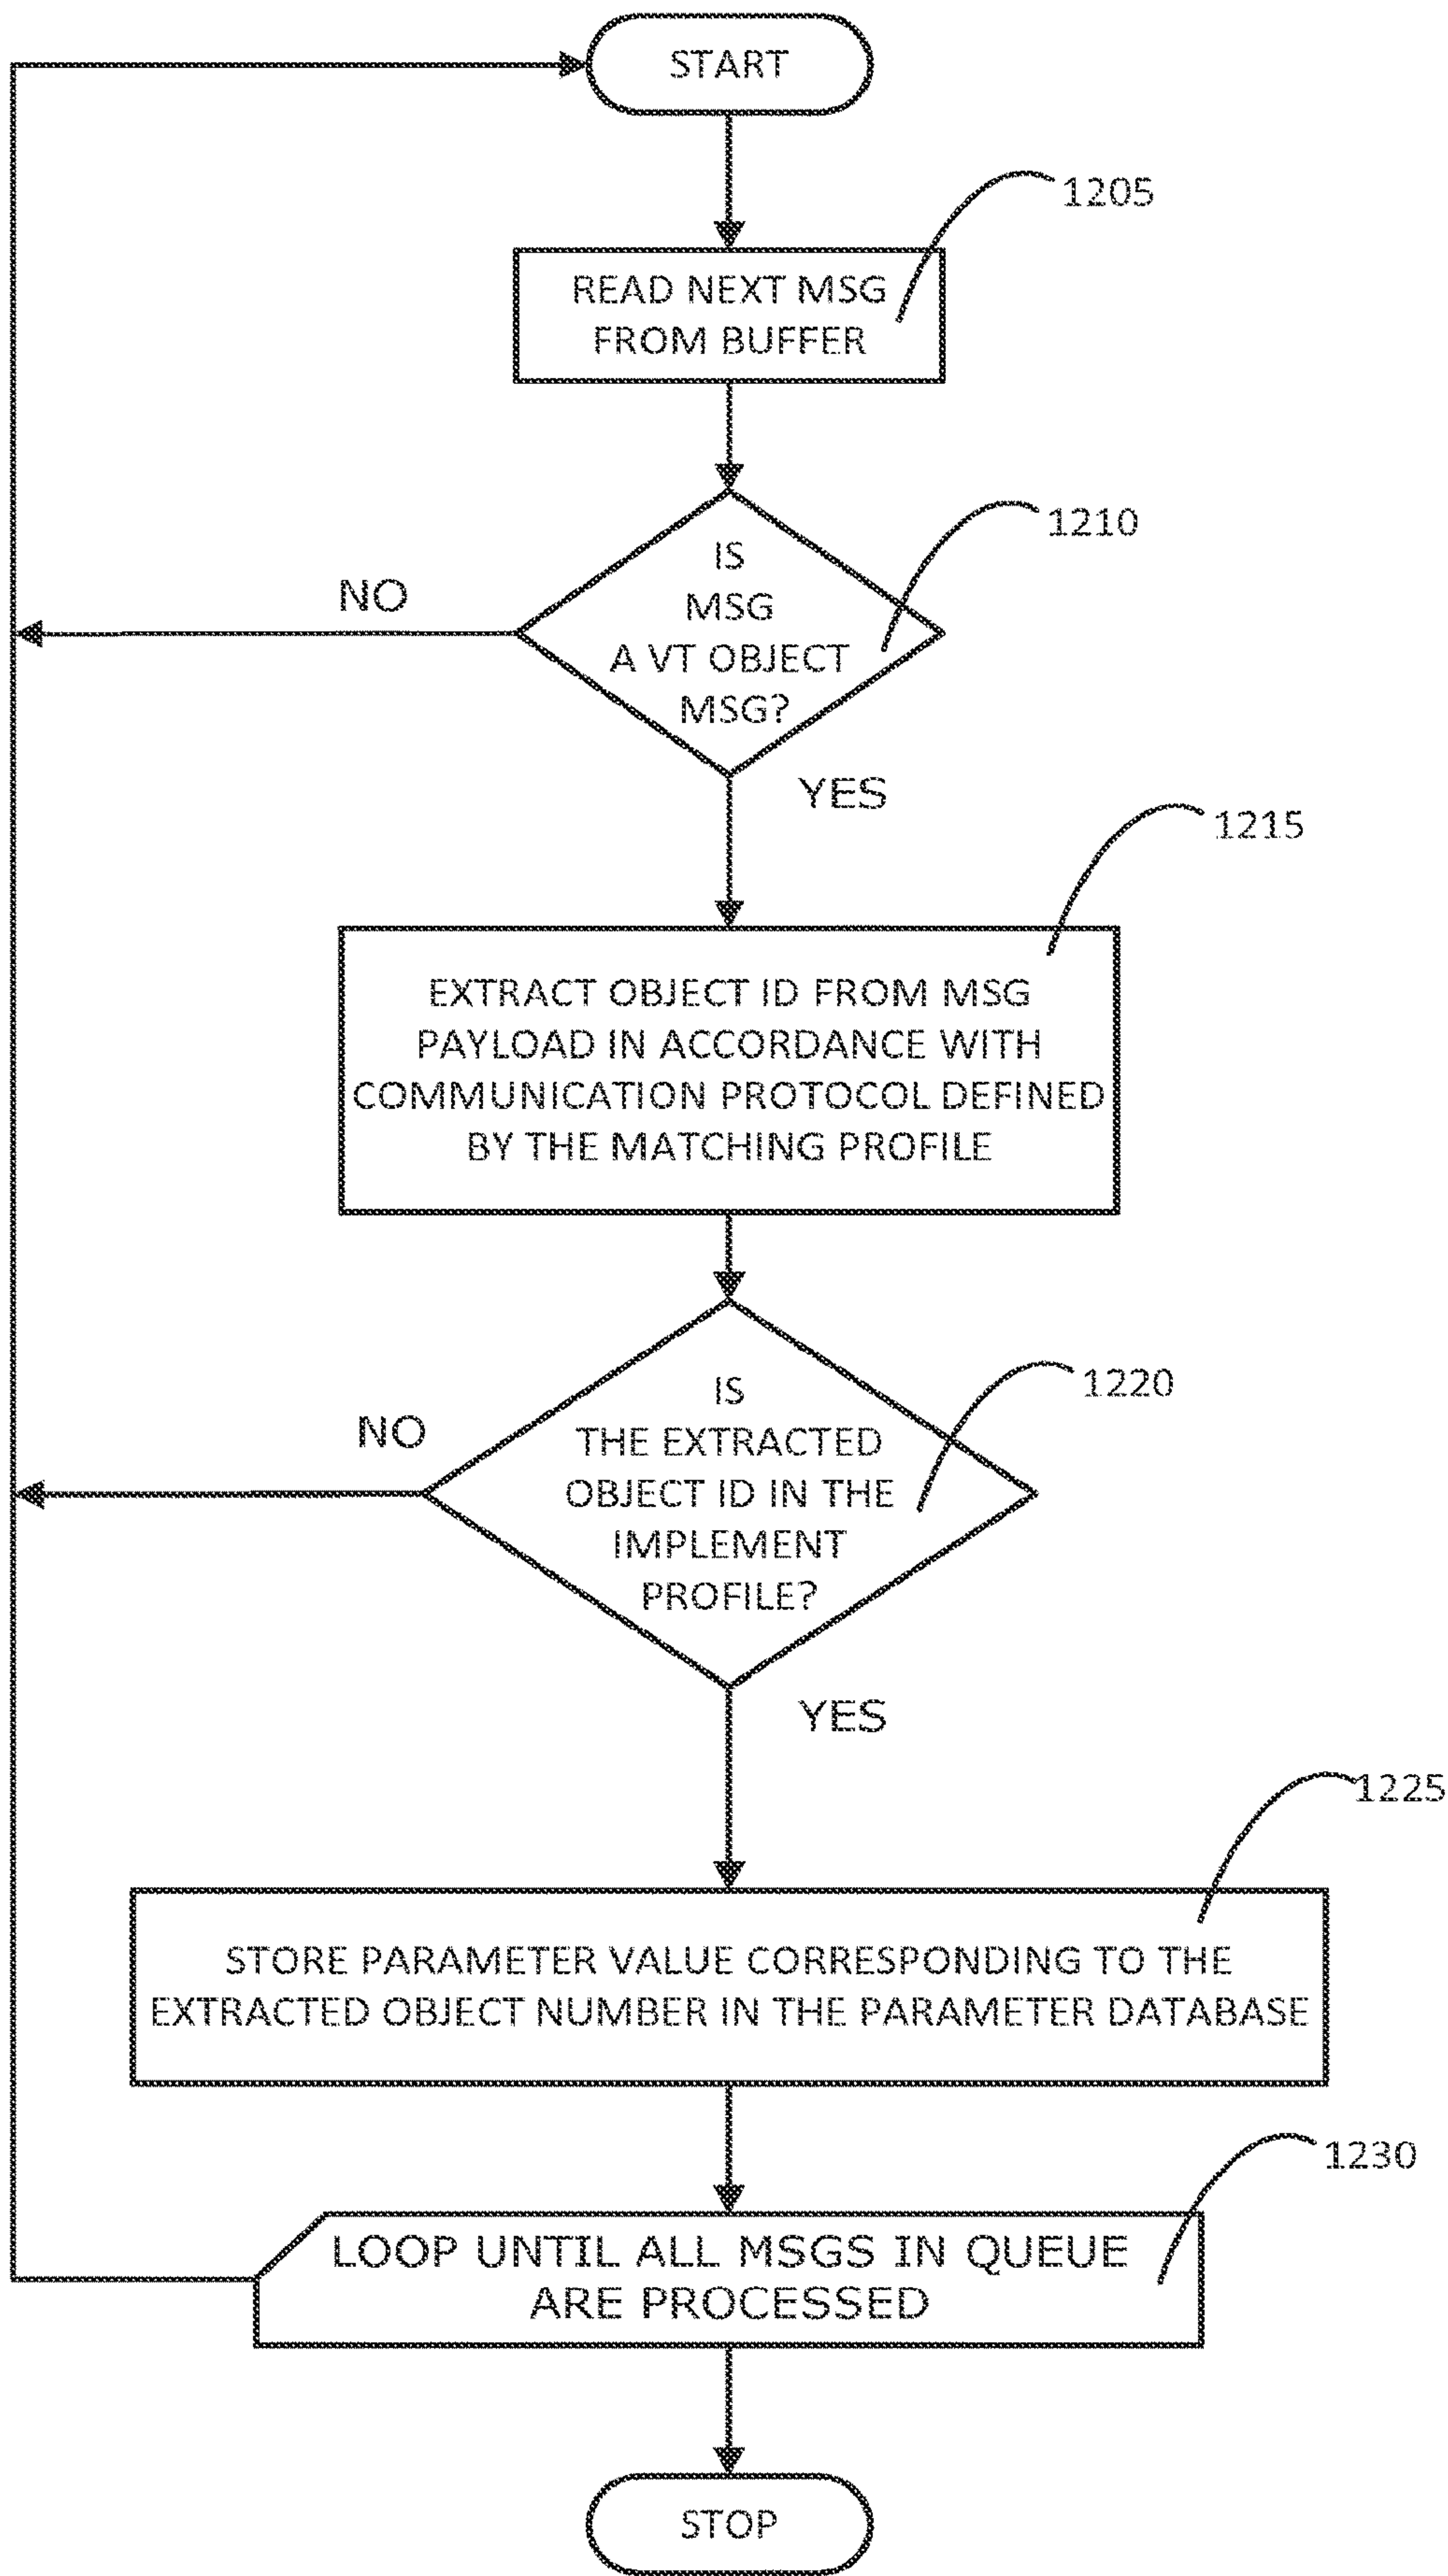 START
1205
READ NEXT MSG
FROM BUFFER
1210
IS
MSG
A VT OBJECT
MSG?
NO
YES
1215
EXTRACT OBJECT ID FROM MSG
PAYLOAD IN ACCORDANCE WITH
COMMUNICATION PROTOCOL DEFINED
BY THE MATCHING PROFILE
1220
IS
THE EXTRACTED
OBJECT ID IN THE
IMPLEMENT
PROFILE?
NO
YES
1225
STORE PARAMETER VALUE CORRESPONDING TO THE
EXTRACTED OBJECT NUMBER IN THE PARAMETER DATABASE
1230
LOOP UNTIL ALL MSGS IN QUEUE
ARE PROCESSED
STOP